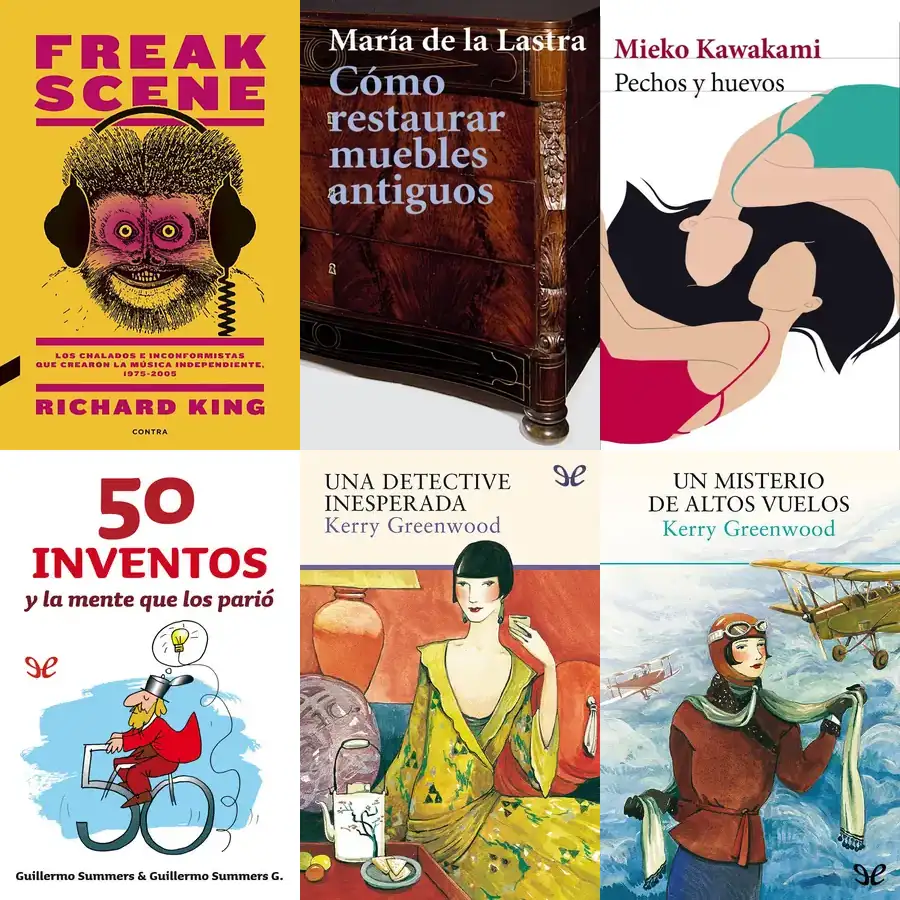 FREAK
SCENE
LOS CHALADOS E INCONFORMISTAS
QUE CREARON LA MÚSICA INDEPENDIENTE,
1975-2005
RICHARD KING
CONTRA
María de la Lastra
Cómo
restaurar
muebles
antiguos
Mieko Kawakami
Pechos y huevos
50
INVENTOS
y la mente que los parió
Guillermo Summers & Guillermo Summers G.
UNA DETECTIVE
INESPERADA
Kerry Greenwood
UN MISTERIO
DE ALTOS VUELOS
Kerry Greenwood